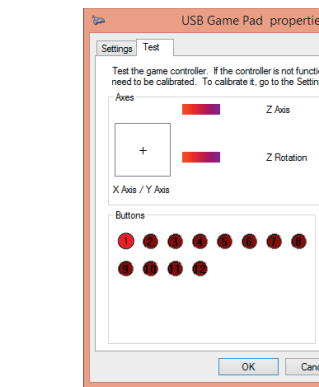 USB Game Pad propertie
Settings Test
Test the game controller. If the controller is not functi
need to be calibrated. To calibrate it, go to the Settin
Axes
Z Axis
Z Rotation
X Axis / Y Axis
Buttons
1 2 3 4 5 6 7 8
9 10 11 12
OK Canc